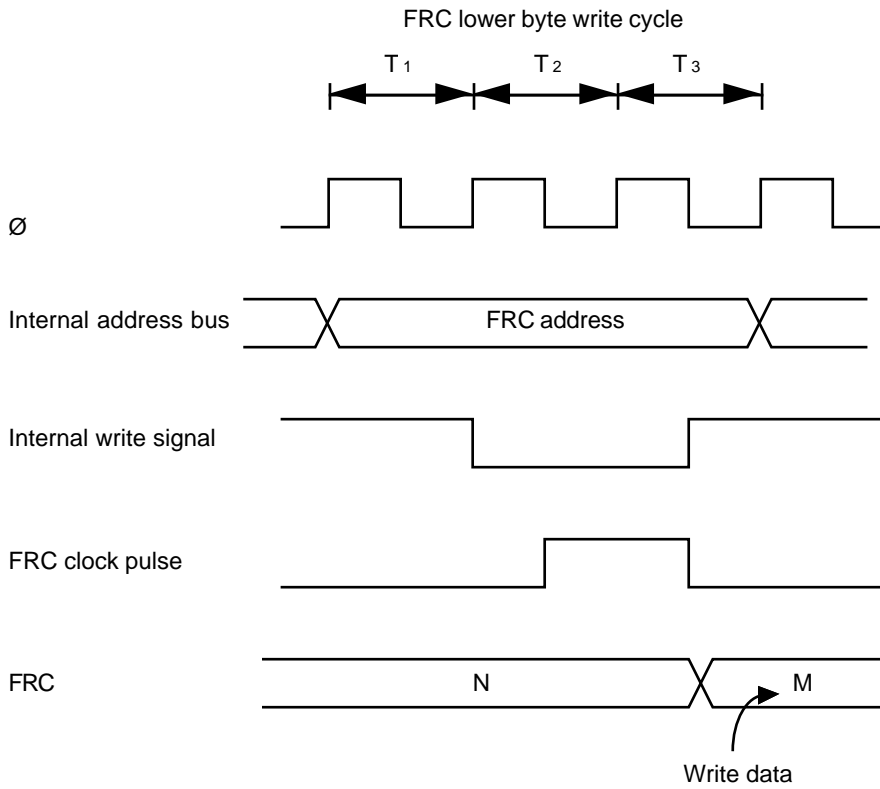 FRC lower byte write cycle
T1 T2 T3
Ø
Internal address bus FRC address
Internal write signal
FRC clock pulse
FRC N M
Write data